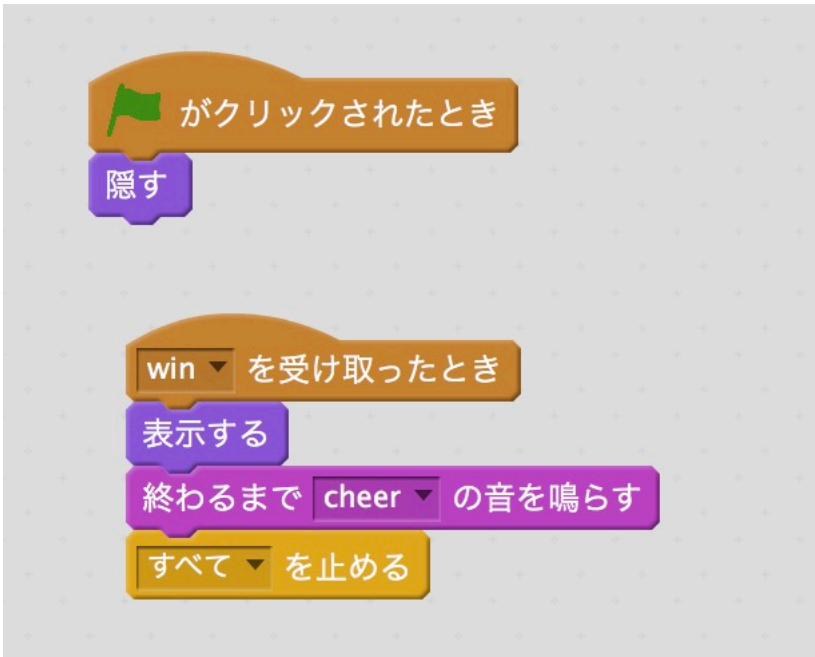 がクリックされたとき
隠す
win を受け取ったとき
表示する
終わるまで cheer の音を鳴らす
すべて を止める